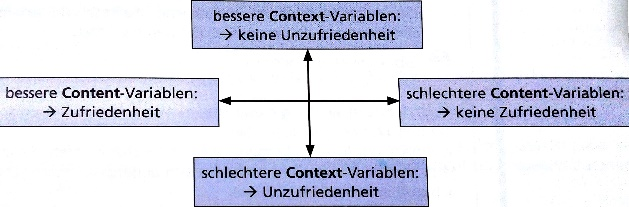 bessere Context-Variablen:
→ keine Unzufriedenheit
bessere Content-Variablen:
→ Zufriedenheit
schlechtere Content-Variablen:
→ keine Zufriedenheit
schlechtere Context-Variablen:
→ Unzufriedenheit